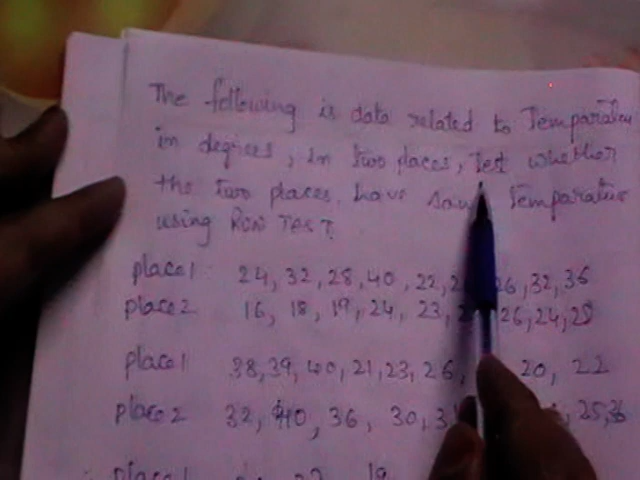 The following is data related to Temparature
in degrees, in two places, Test whether
the two places have same Temparature
using RUN TEST.
place1 24, 32, 28, 40, 22, 26, 32, 36
place2 16, 18, 19, 24, 23, 26, 24, 28
place1 38, 39, 40, 21, 23, 26, 20, 22
place2 32, 40, 36, 30, 25, 36
place1